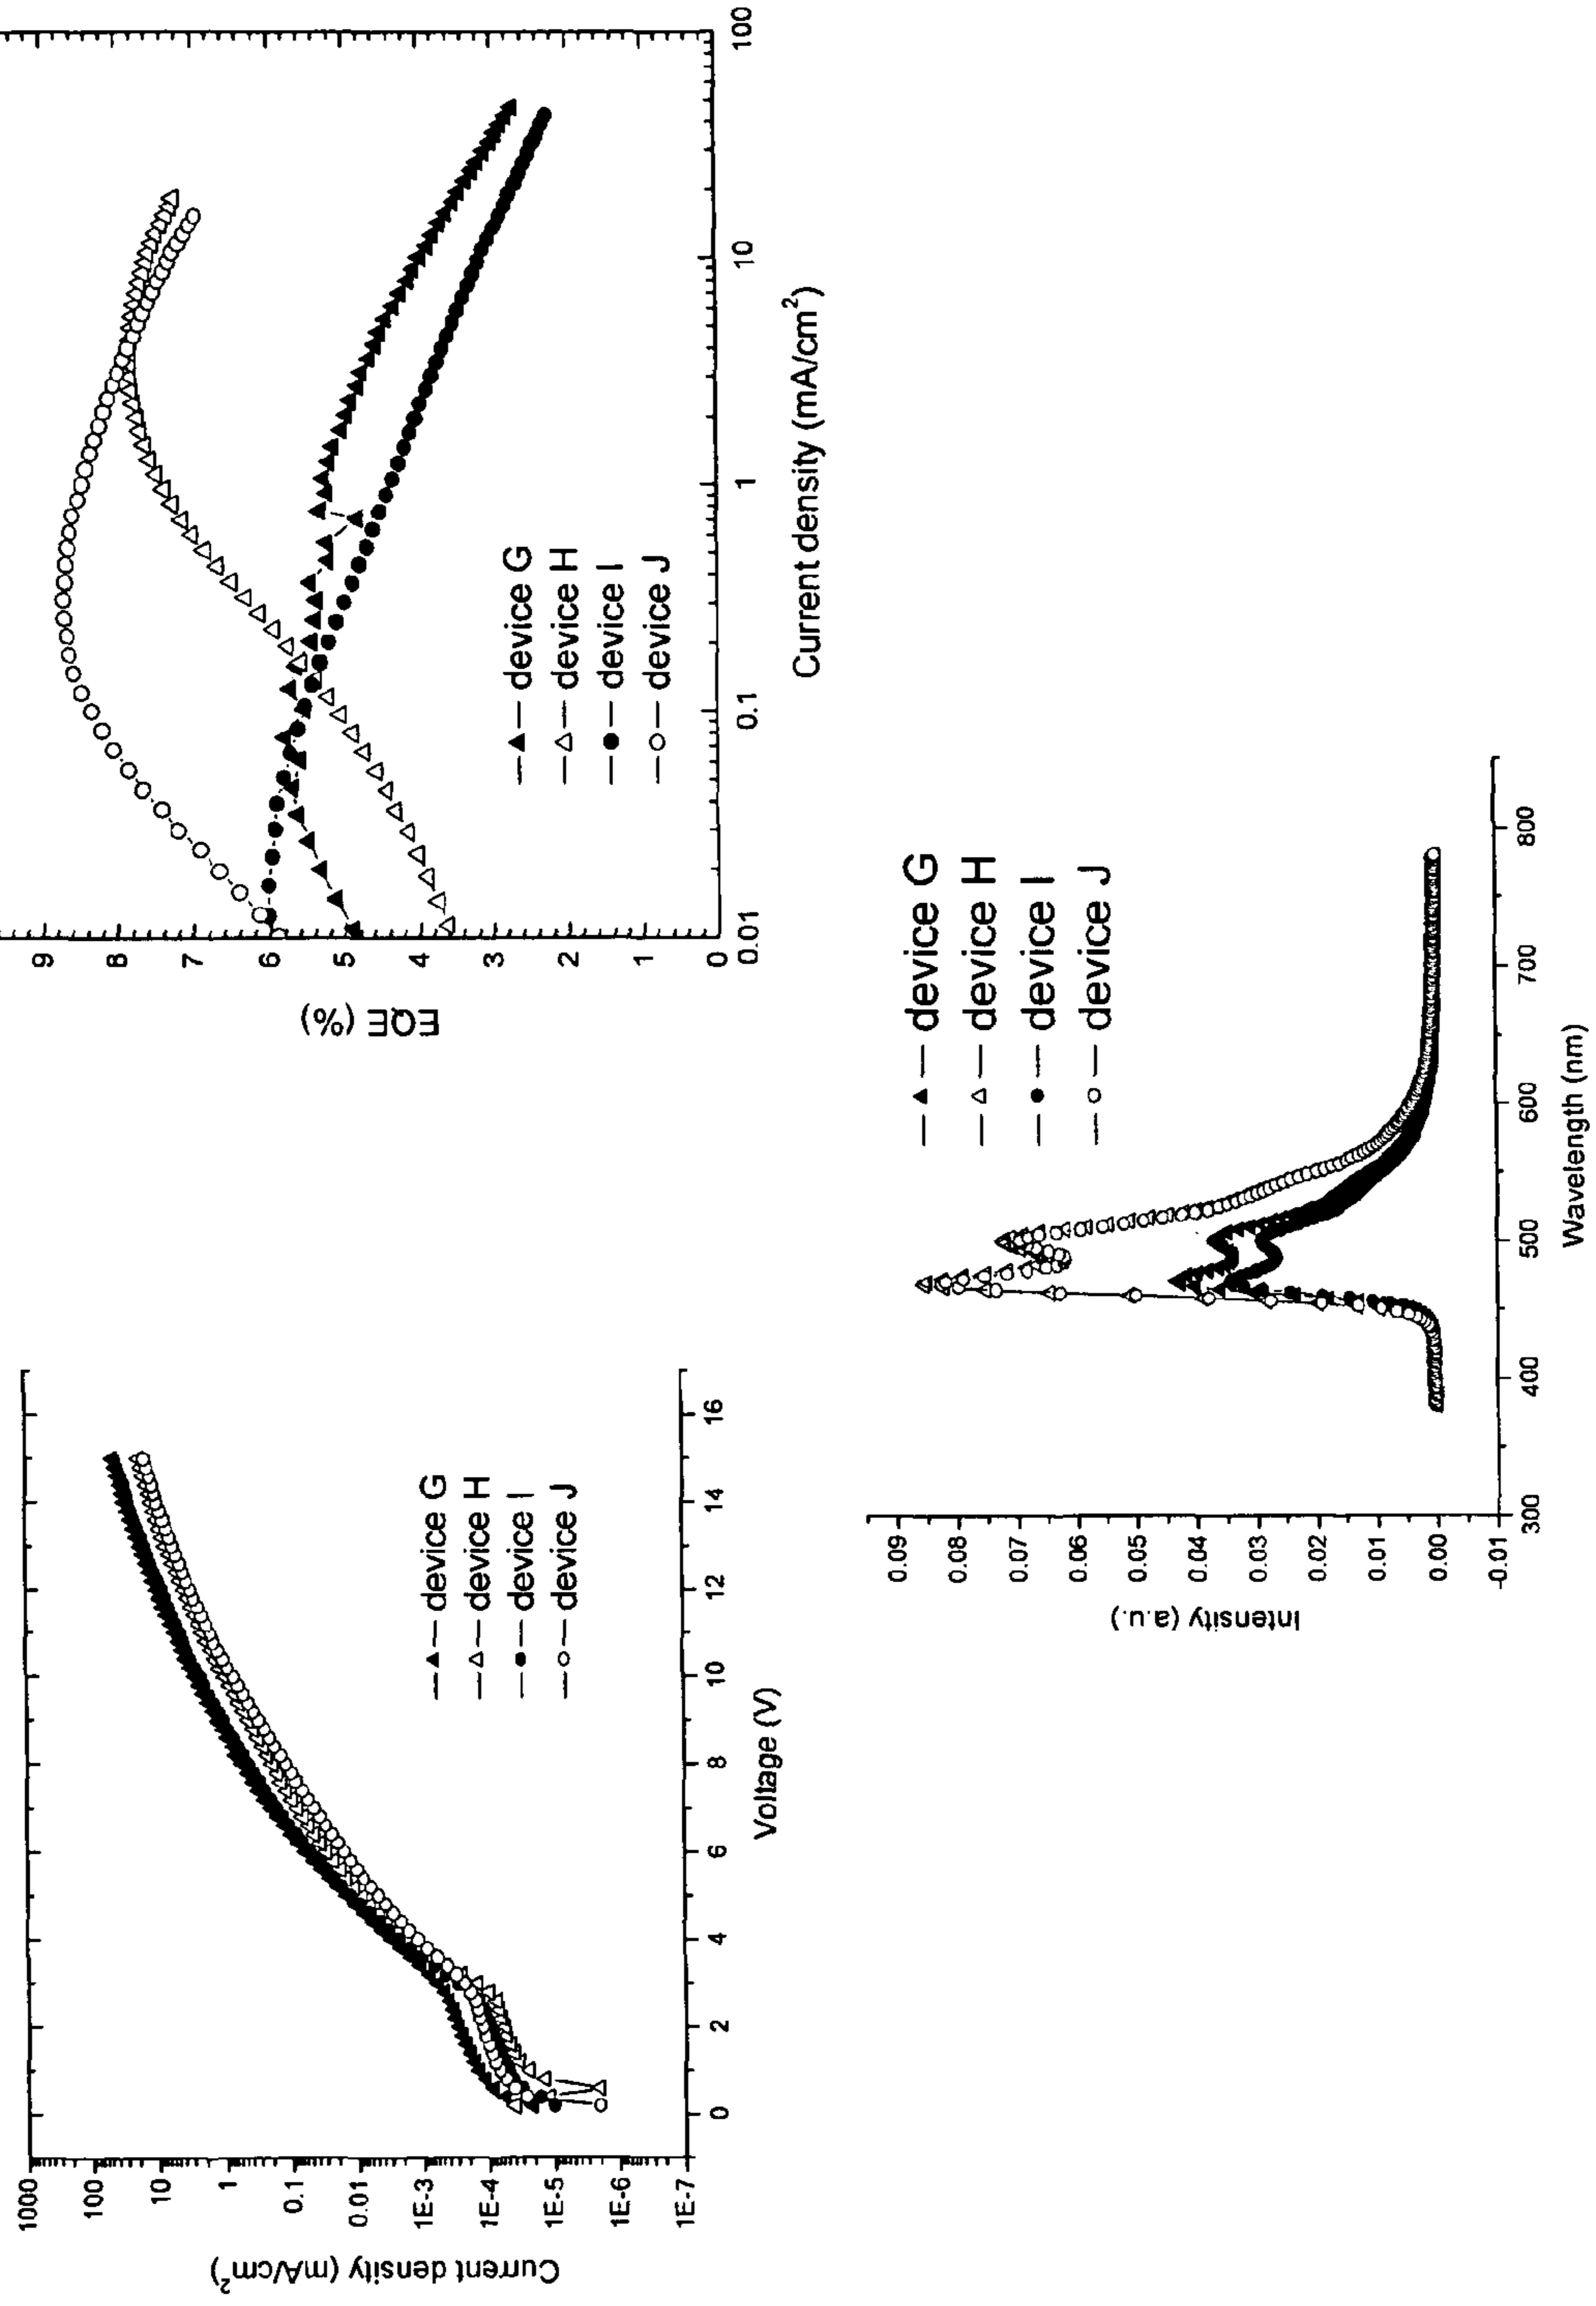 1000
100
10
1
0.1
0.01
1E-3
1E-4
1E-5
1E-6
1E-7
Current density (mA/cm²)
0
2
4
6
8
10
12
14
16
Voltage (V)
—▲— device G
—△— device H
—●— device I
—○— device J
9
8
7
6
5
4
3
2
1
0
EQE (%)
0.01
0.1
1
10
100
Current density (mA/cm²)
—▲— device G
—△— device H
—●— device I
—○— device J
0.09
0.08
0.07
0.06
0.05
0.04
0.03
0.02
0.01
0.00
-0.01
Intensity (a.u.)
300
400
500
600
700
800
Wavelength (nm)
—▲— device G
—△— device H
—●— device I
—○— device J